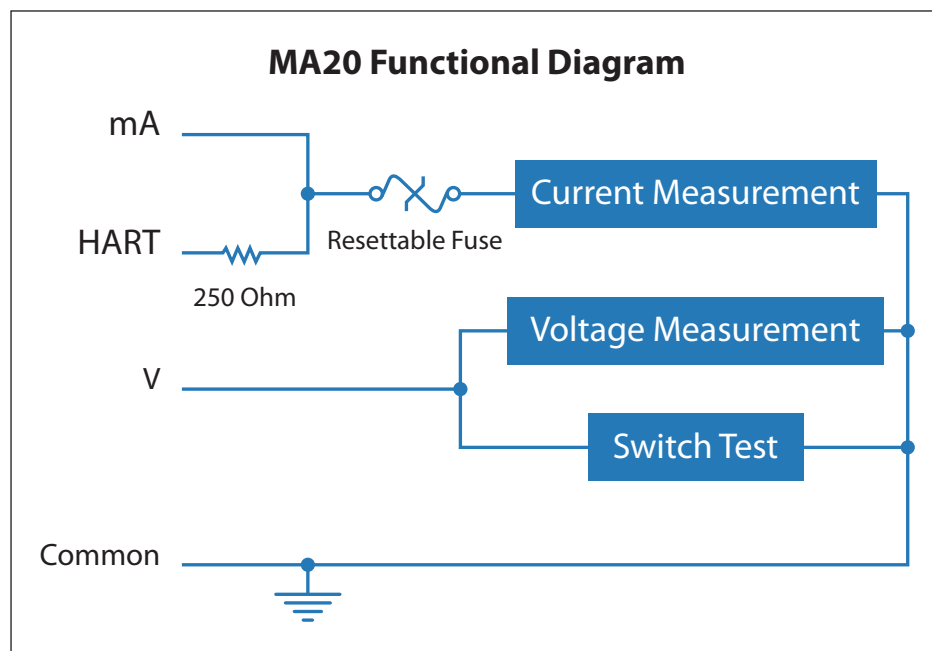 MA20 Functional Diagram
mA
Current Measurement
HART
Resettable Fuse
250 Ohm
Voltage Measurement
V
Switch Test
Common